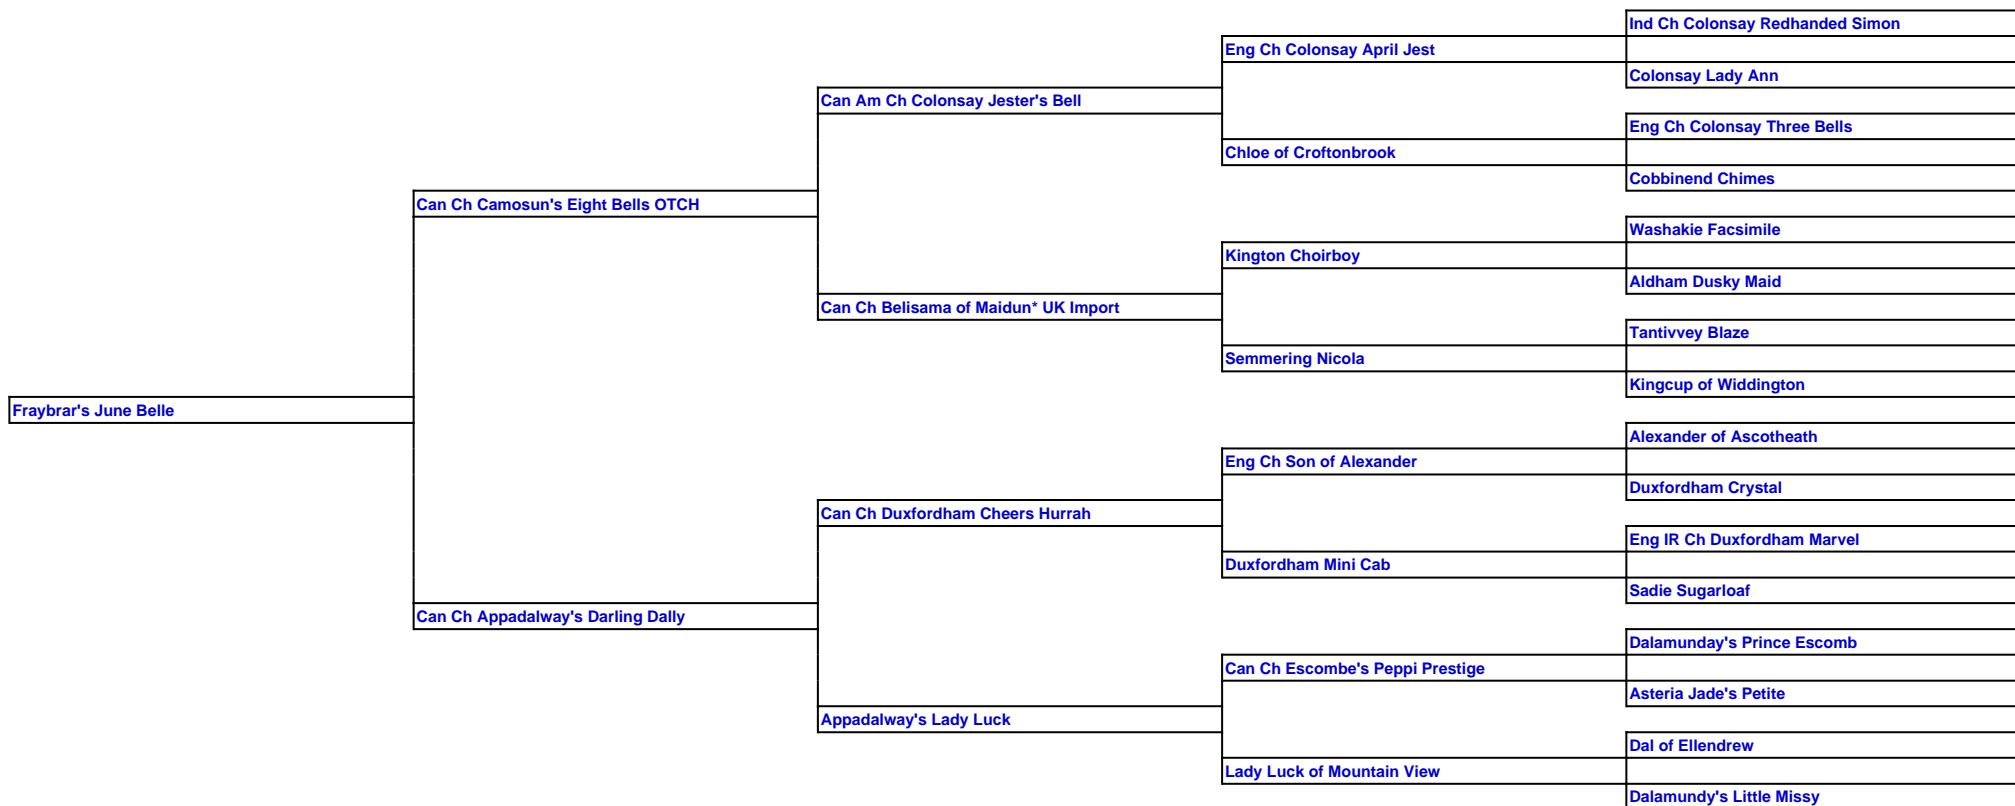 Ind Ch Colonsay Redhanded Simon
Eng Ch Colonsay April Jest
Colonsay Lady Ann
Can Am Ch Colonsay Jester's Bell
Eng Ch Colonsay Three Bells
Chloe of Croftonbrook
Cobbinend Chimes
Can Ch Camosun's Eight Bells OTCH
Washakie Facsimile
Kington Choirboy
Aldham Dusky Maid
Can Ch Belisama of Maidun* UK Import
Tantivvey Blaze
Semmering Nicola
Kingcup of Widdington
Fraybrar's June Belle
Alexander of Ascotheath
Eng Ch Son of Alexander
Duxfordham Crystal
Can Ch Duxfordham Cheers Hurrah
Eng IR Ch Duxfordham Marvel
Duxfordham Mini Cab
Sadie Sugarloaf
Can Ch Appadalway's Darling Dally
Dalamunday's Prince Escomb
Can Ch Escombe's Peppi Prestige
Asteria Jade's Petite
Appadalway's Lady Luck
Dal of Ellendrew
Lady Luck of Mountain View
Dalamundy's Little Missy